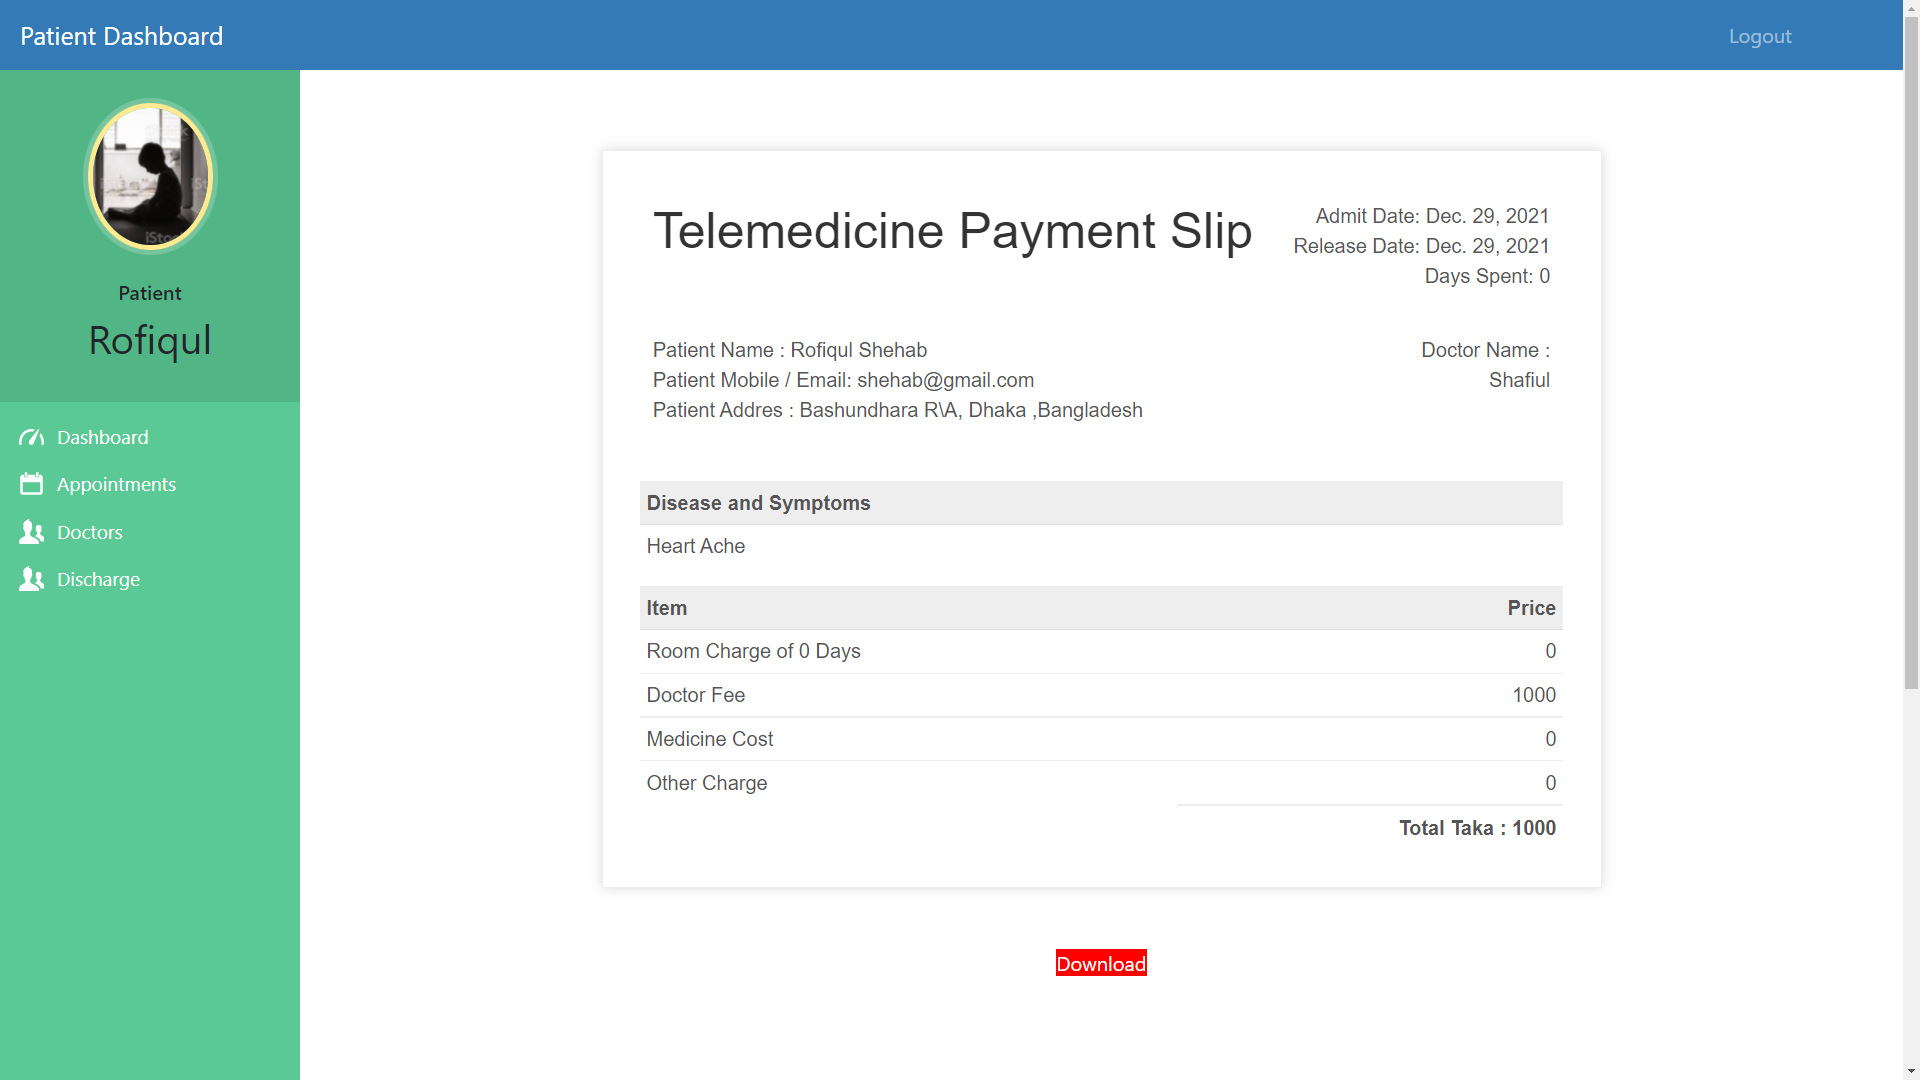 Patient Dashboard
Logout
Patient
Rofiqul
Dashboard
Appointments
Doctors
Discharge
Telemedicine Payment Slip
Admit Date: Dec. 29, 2021
Release Date: Dec. 29, 2021
Days Spent: 0
Patient Name : Rofiqul Shehab
Patient Mobile / Email: shehab@gmail.com
Patient Addres : Bashundhara R\A, Dhaka ,Bangladesh
Doctor Name :
Shafiul
Disease and Symptoms
Heart Ache
Item Price
Room Charge of 0 Days 0
Doctor Fee 1000
Medicine Cost 0
Other Charge 0
Total Taka : 1000
Download